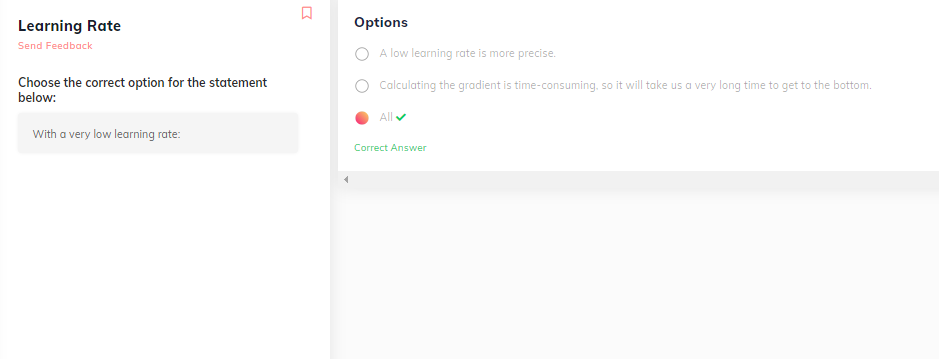 Learning Rate
Send Feedback
Choose the correct option for the statement
below:
With a very low learning rate:
Options
A low learning rate is more precise.
Calculating the gradient is time-consuming, so it will take us a very long time to get to the bottom.
All
Correct Answer